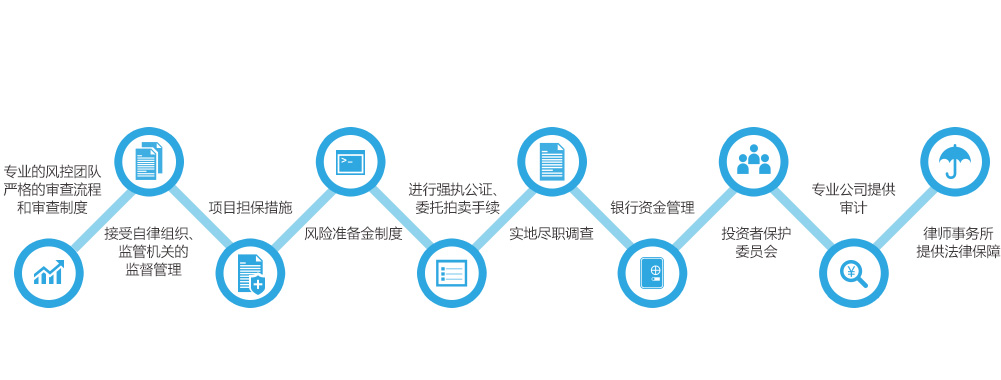 专业的风控团队
严格的审查流程
和审查制度
接受自律组织、
监管机关的
监督管理
项目担保措施
风险准备金制度
进行强执公证、
委托拍卖手续
实地尽职调查
银行资金管理
投资者保护
委员会
专业公司提供
审计
律师事务所
提供法律保障